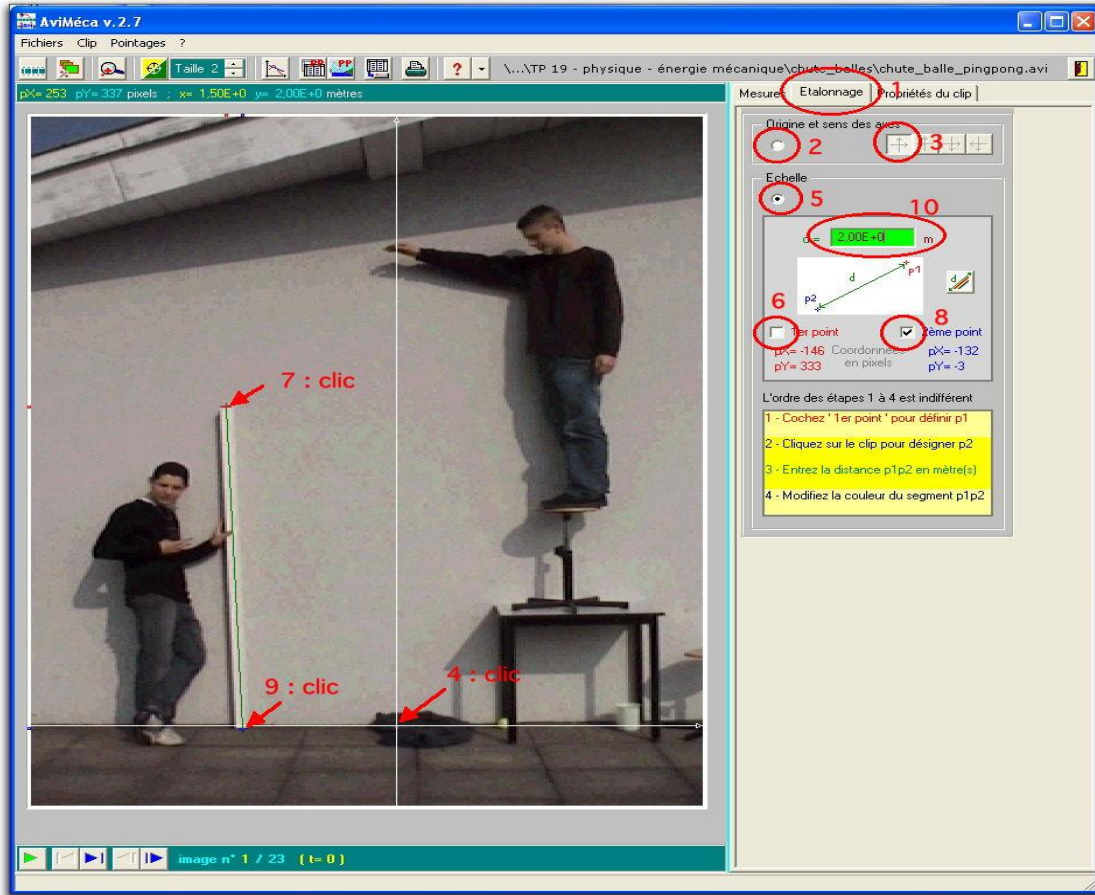 AviMéca v.2.7
Fichiers Clip Pointages ?
Taille 2
PP
?
\...\TP 19 - physique - énergie mécanique\chute_balles\chute_balle_pingpong.avi
pX= 253 pY= 337 pixels ; x= 1,50E+0 y= 2,00E+0 mètres
Mesures Etalonnage Propriétés du clip
1
Origine et sens des axes
2
3
Echelle
5
10
d = 2,00E+0 m
d
p1
p2
d
6
8
1er point
2ème point
pX= -146 Coordonnées pX= -132
pY= 333 en pixels pY= -3
L'ordre des étapes 1 à 4 est indifférent
1 - Cochez ' 1er point ' pour définir p1
2 - Cliquez sur le clip pour désigner p2
3 - Entrez la distance p1p2 en mètre(s)
4 - Modifiez la couleur du segment p1p2
7 : clic
9 : clic
4 : clic
image n° 1 / 23 ( t= 0 )